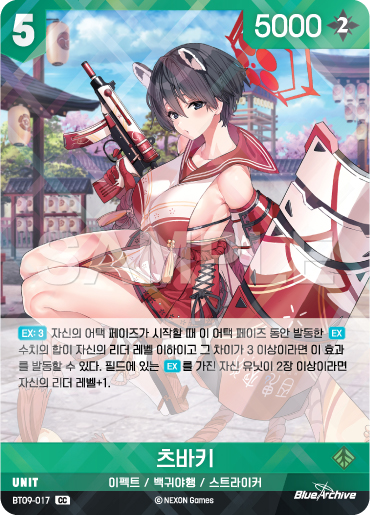 5
5000
2
SAMPLE
EX: 3 자신의 어택 페이즈가 시작할 때 이 어택 페이즈 동안 발동한 EX
수치의 합이 자신의 리더 레벨 이하이고 그 차이가 3 이상이라면 이 효과
를 발동할 수 있다. 필드에 있는 EX 를 가진 자신 유닛이 2장 이상이라면
자신의 리더 레벨+1.
츠바키
UNIT
이팩트 / 백귀야행 / 스트라이커
BT09-017 CC
©NEXON Games
BlueArchive